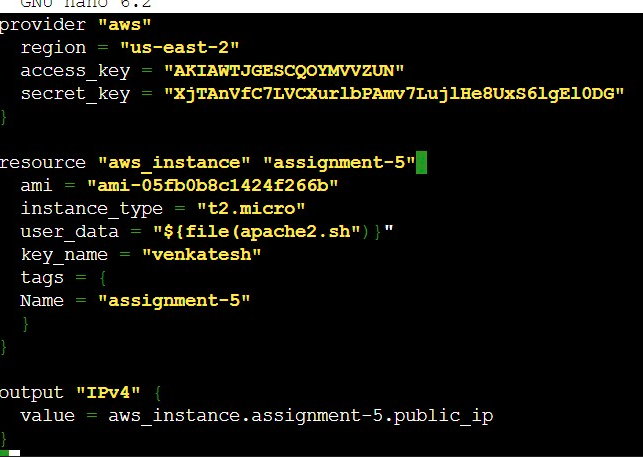 GNU nano 6.2
provider "aws"
region = "us-east-2"
access_key = "AKIAWTJGESCQOYMVVZUN"
secret_key = "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"
}
resource "aws_instance" "assignment-5"
ami = "ami-05fb0b8c1424f266b"
instance_type = "t2.micro"
user_data = "${file(apache2.sh")}"
key_name = "venkatesh"
tags = {
Name = "assignment-5"
}
}
output "IPv4" {
value = aws_instance.assignment-5.public_ip
}